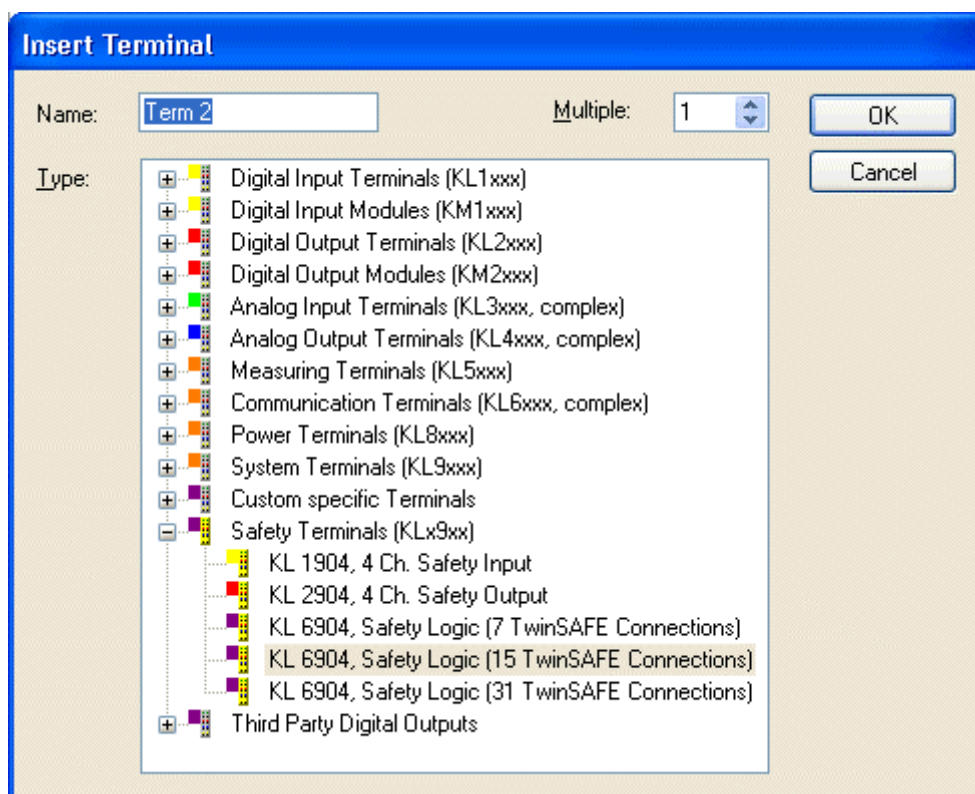 Insert Terminal
Name: Term 2 Multiple: 1 OK
Cancel
Type:
Digital Input Terminals (KL1xxx)
Digital Input Modules (KM1xxx)
Digital Output Terminals (KL2xxx)
Digital Output Modules (KM2xxx)
Analog Input Terminals (KL3xxx, complex)
Analog Output Terminals (KL4xxx, complex)
Measuring Terminals (KL5xxx)
Communication Terminals (KL6xxx, complex)
Power Terminals (KL8xxx)
System Terminals (KL9xxx)
Custom specific Terminals
Safety Terminals (KLx9xx)
KL 1904, 4 Ch. Safety Input
KL 2904, 4 Ch. Safety Output
KL 6904, Safety Logic (7 TwinSAFE Connections)
KL 6904, Safety Logic (15 TwinSAFE Connections)
KL 6904, Safety Logic (31 TwinSAFE Connections)
Third Party Digital Outputs